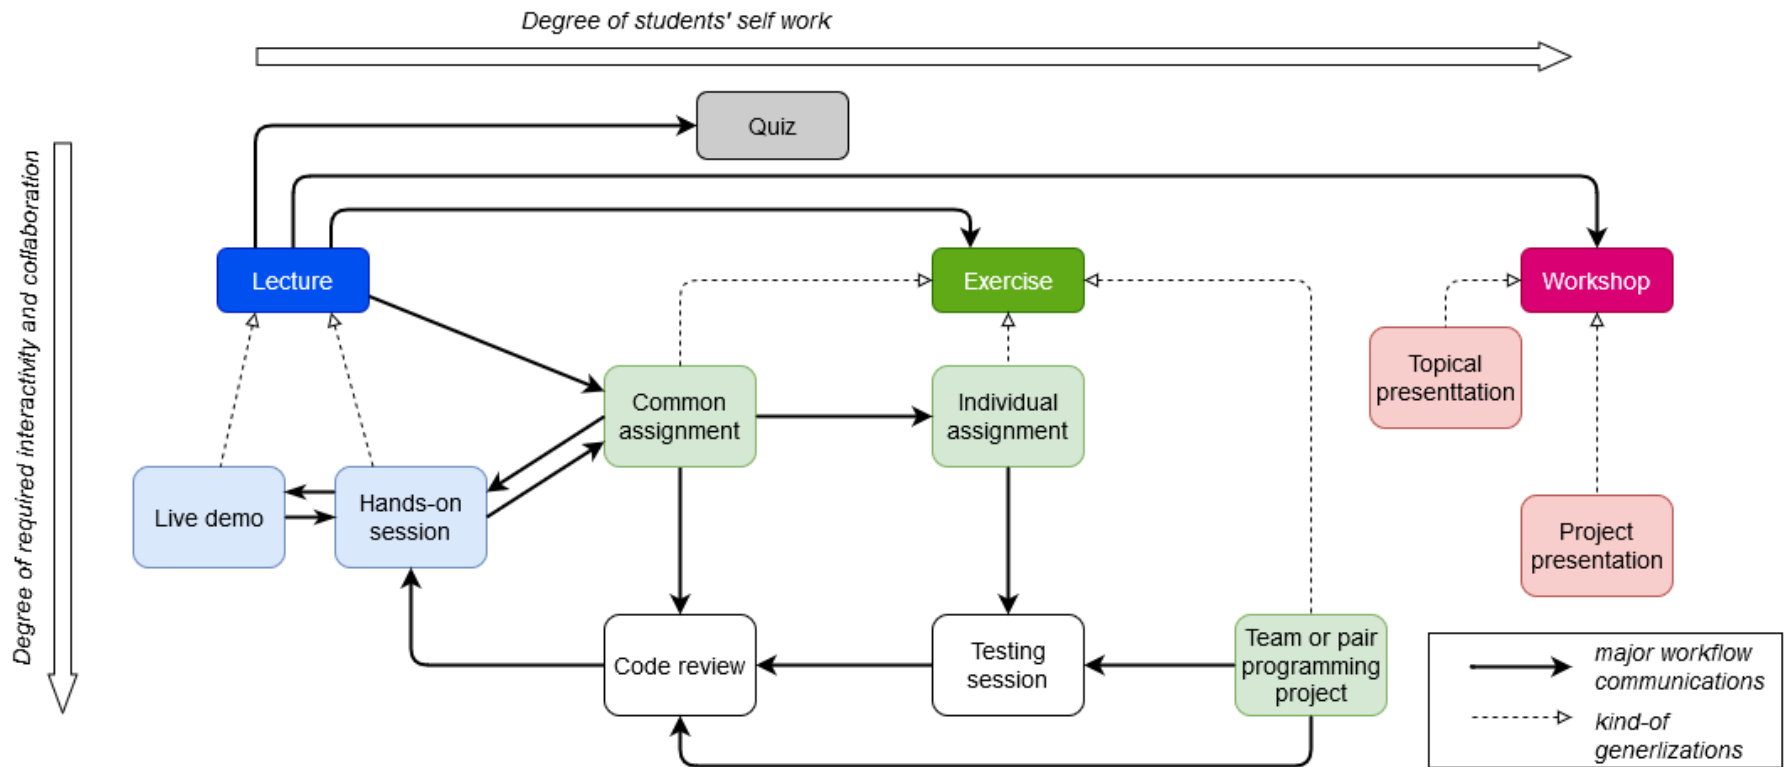 Degree of students' self work
Degree of required interactivity and collaboration
Quiz
Lecture
Exercise
Workshop
Topical
presenttation
Common
assignment
Individual
assignment
Live demo
Hands-on
session
Project
presentation
Code review
Testing
session
Team or pair
programming
project
major workflow
communications
kind-of
generlizations